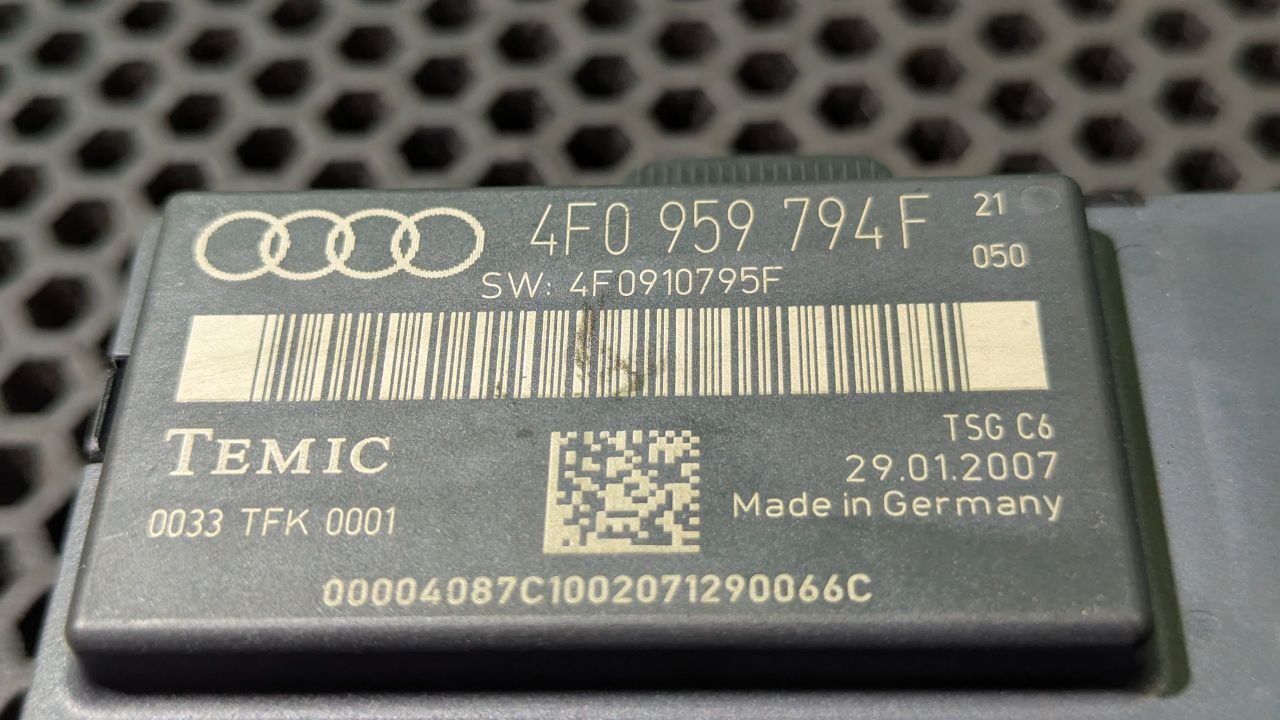 4F0 959 794 F 21
SW: 4F0910795F 050
TEMIC
0033 TFK 0001
TSG C6
29.01.2007
Made in Germany
00004087C1002071290066C